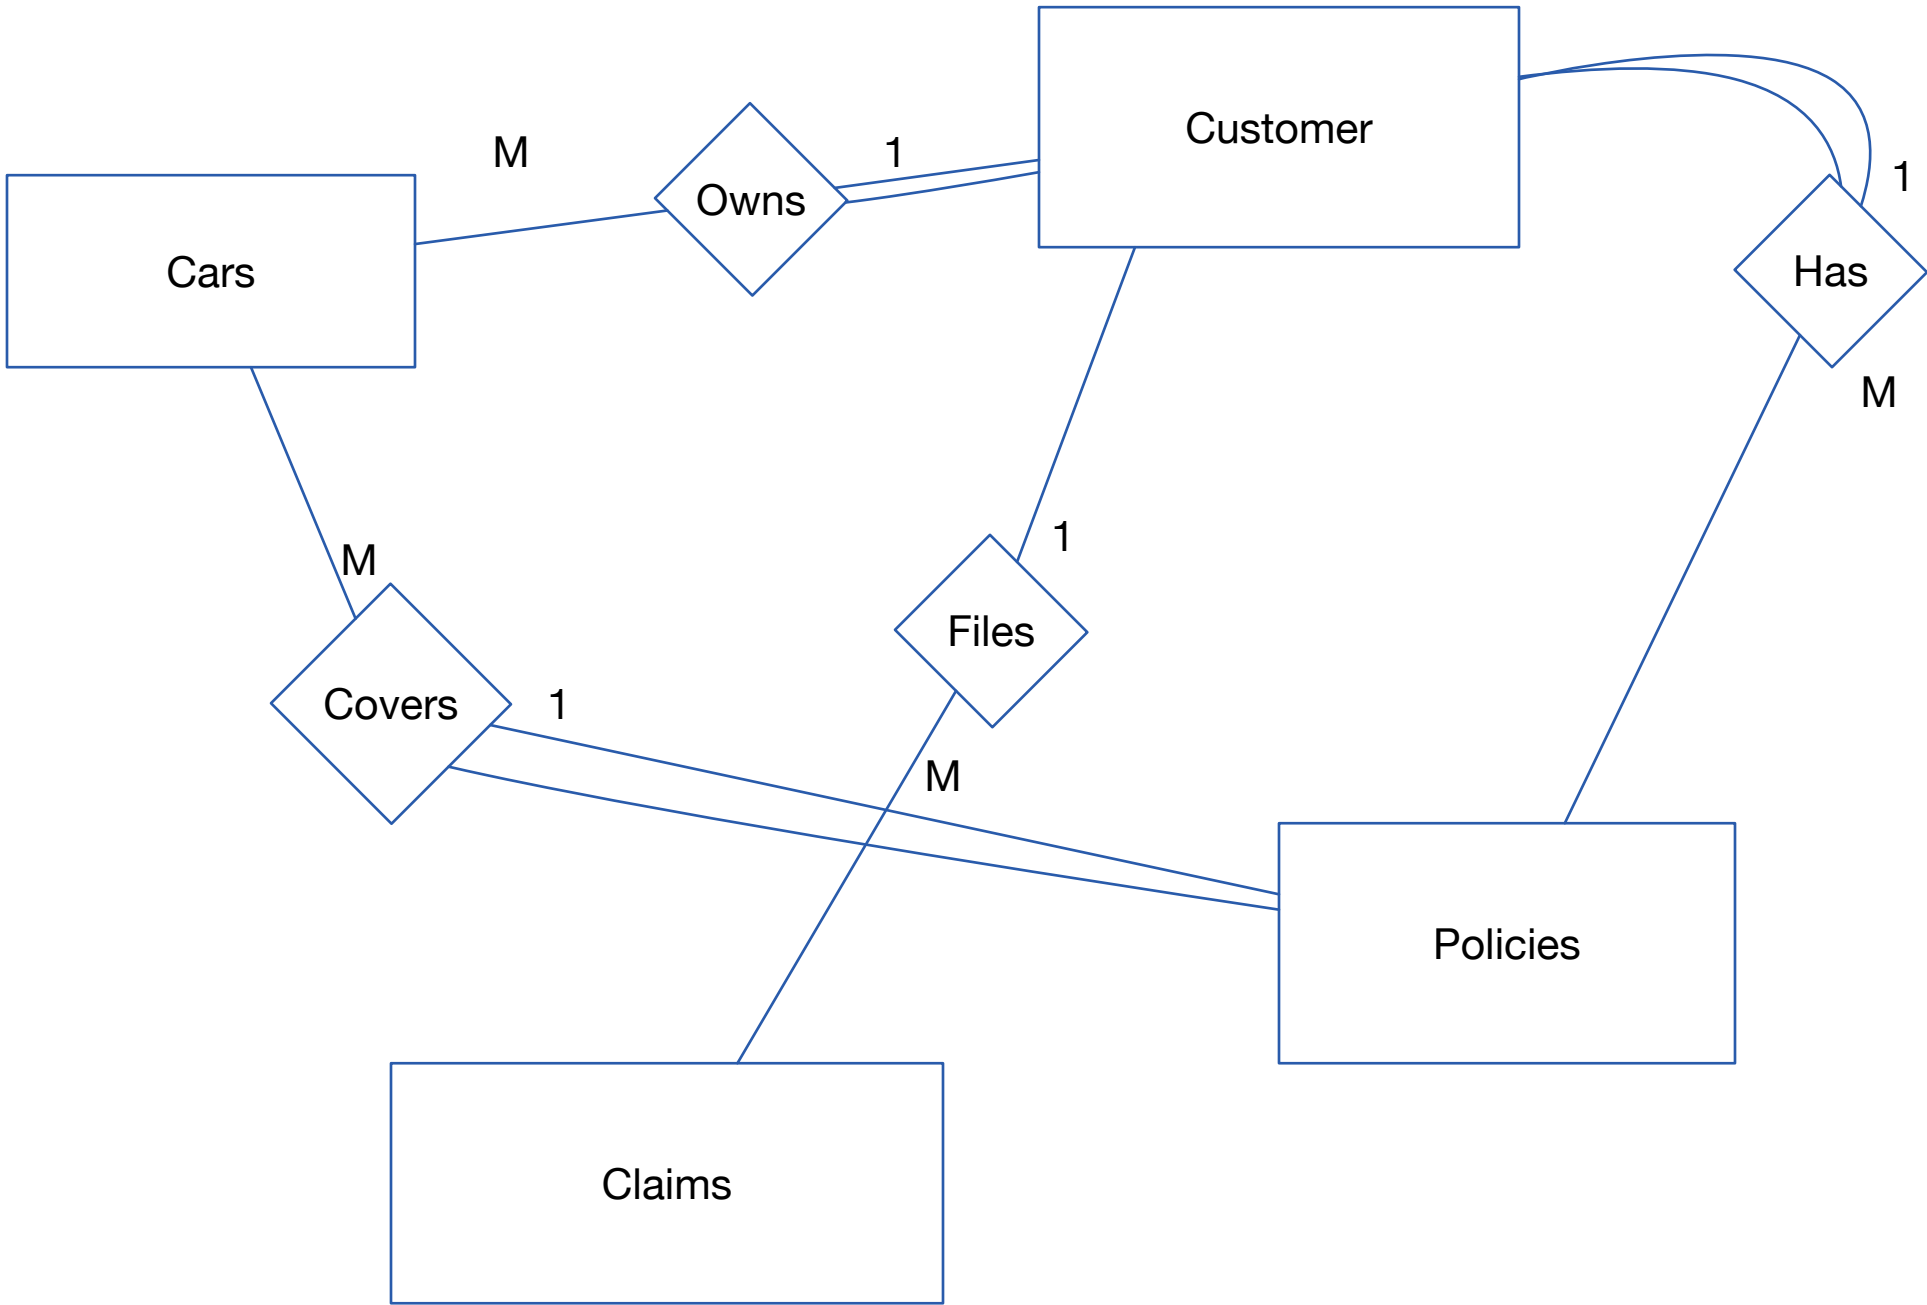 Customer
M
Owns
1
1
Cars
Has
M
1
M
Files
Covers
1
M
Policies
Claims